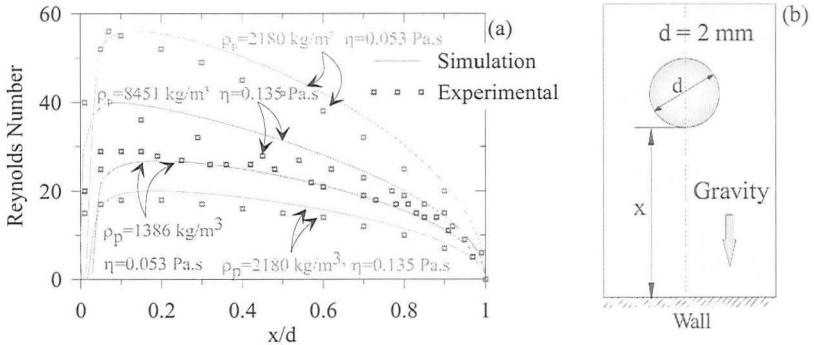 (a)
(b)
ρp=2180 kg/m³ η=0.053 Pa.s
Simulation
ρp=8451 kg/m³ η=0.135 Pa.s
Experimental
ρp=1386 kg/m³
η=0.053 Pa.s
ρp=2180 kg/m³, η=0.135 Pa.s
Reynolds Number
60
40
20
0
0 0.2 0.4 0.6 0.8 1
x/d
d = 2 mm
d
x
Gravity
Wall